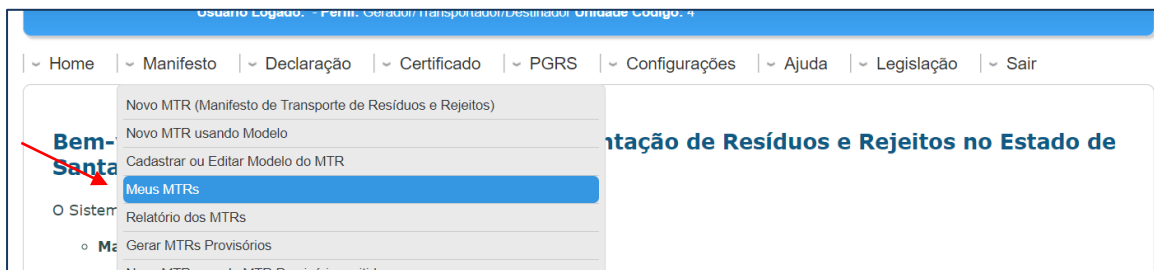 Usuário Logado: - Perfil: Gerador/Transportador/Destinador Unidade Código: 4
Home Manifesto Declaração Certificado PGRS Configurações Ajuda Legislação Sair
Novo MTR (Manifesto de Transporte de Resíduos e Rejeitos)
Novo MTR usando Modelo
Bem- ntação de Resíduos e Rejeitos no Estado de
Cadastrar ou Editar Modelo do MTR
Santa
Meus MTRs
O Sistem
Relatório dos MTRs
Ma
Gerar MTRs Provisórios